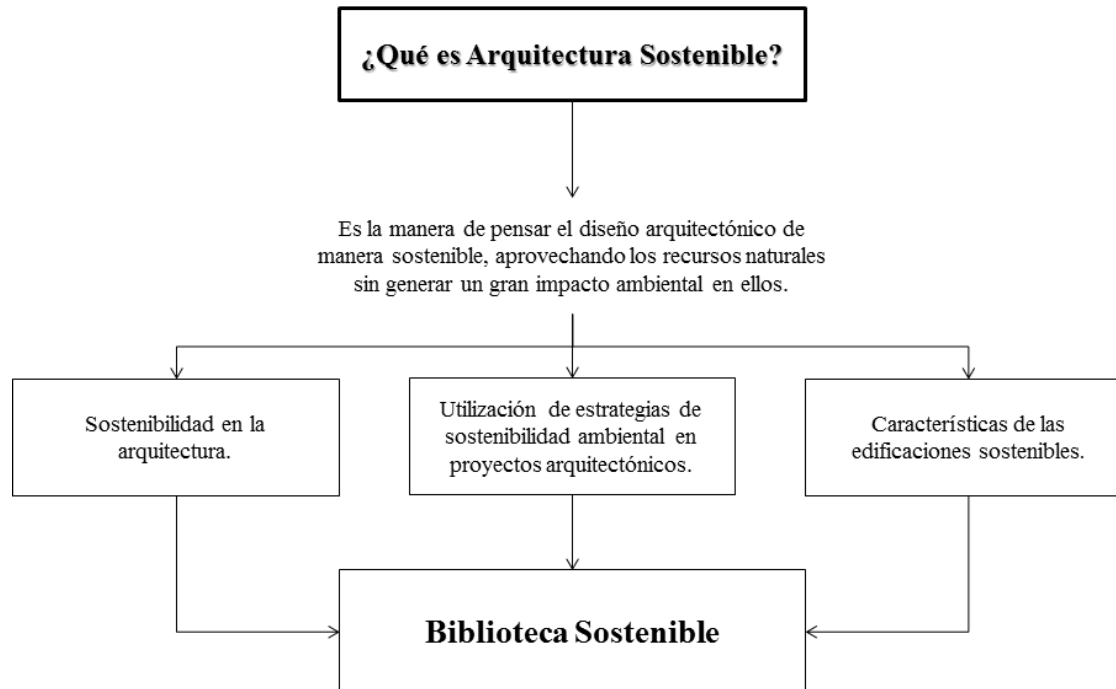 ¿Qué es Arquitectura Sostenible?
Es la manera de pensar el diseño arquitectónico de
manera sostenible, aprovechando los recursos naturales
sin generar un gran impacto ambiental en ellos.
Sostenibilidad en la
arquitectura.
Utilización de estrategias de
sostenibilidad ambiental en
proyectos arquitectónicos.
Características de las
edificaciones sostenibles.
Biblioteca Sostenible